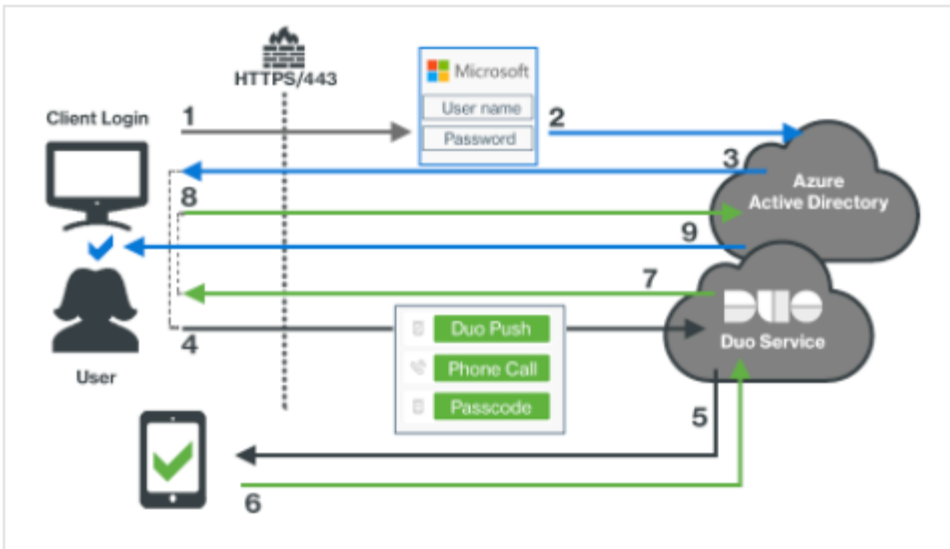 HTTPS/443
Client Login
1
Microsoft
User name
Password
2
3
Azure
Active Directory
8
9
7
DUO
Duo Service
4
Duo Push
Phone Call
Passcode
User
5
6